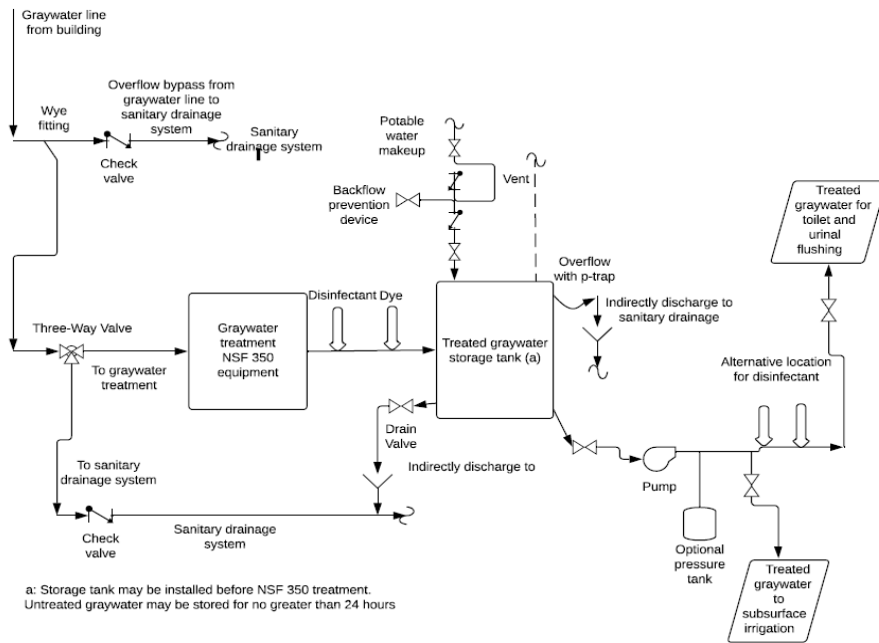 Graywater line
from building
Wye
fitting
Overflow bypass from
graywater line to
sanitary drainage
system
Sanitary
drainage system
Check
valve
Potable
water
makeup
Vent
Backflow
prevention
device
Treated
graywater for
toilet and
urinal
flushing
Overflow
with p-trap
Indirectly discharge to
sanitary drainage
Three-Way Valve
To graywater
treatment
Graywater
treatment
NSF 350
equipment
Disinfectant Dye
Treated graywater
storage tank (a)
Alternative location
for disinfectant
Drain
Valve
Indirectly discharge to
To sanitary
drainage system
Check
valve
Sanitary drainage
system
Pump
Optional
pressure
tank
Treated
graywater
to
subsurface
irrigation
a: Storage tank may be installed before NSF 350 treatment.
Untreated graywater may be stored for no greater than 24 hours